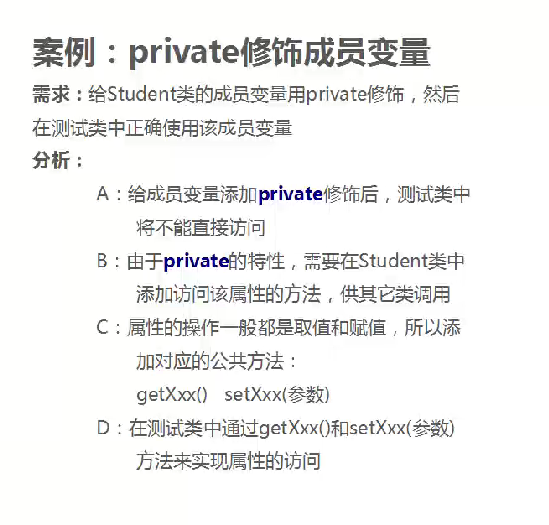 案例：private修饰成员变量
需求：给Student类的成员变量用private修饰，然后
在测试类中正确使用该成员变量
分析：
A：给成员变量添加private修饰后，测试类中
将不能直接访问
B：由于private的特性，需要在Student类中
添加访问该属性的方法，供其它类调用
C：属性的操作一般都是取值和赋值，所以添
加对应的公共方法：
getXxx() setXxx(参数)
D：在测试类中通过getXxx()和setXxx(参数)
方法来实现属性的访问